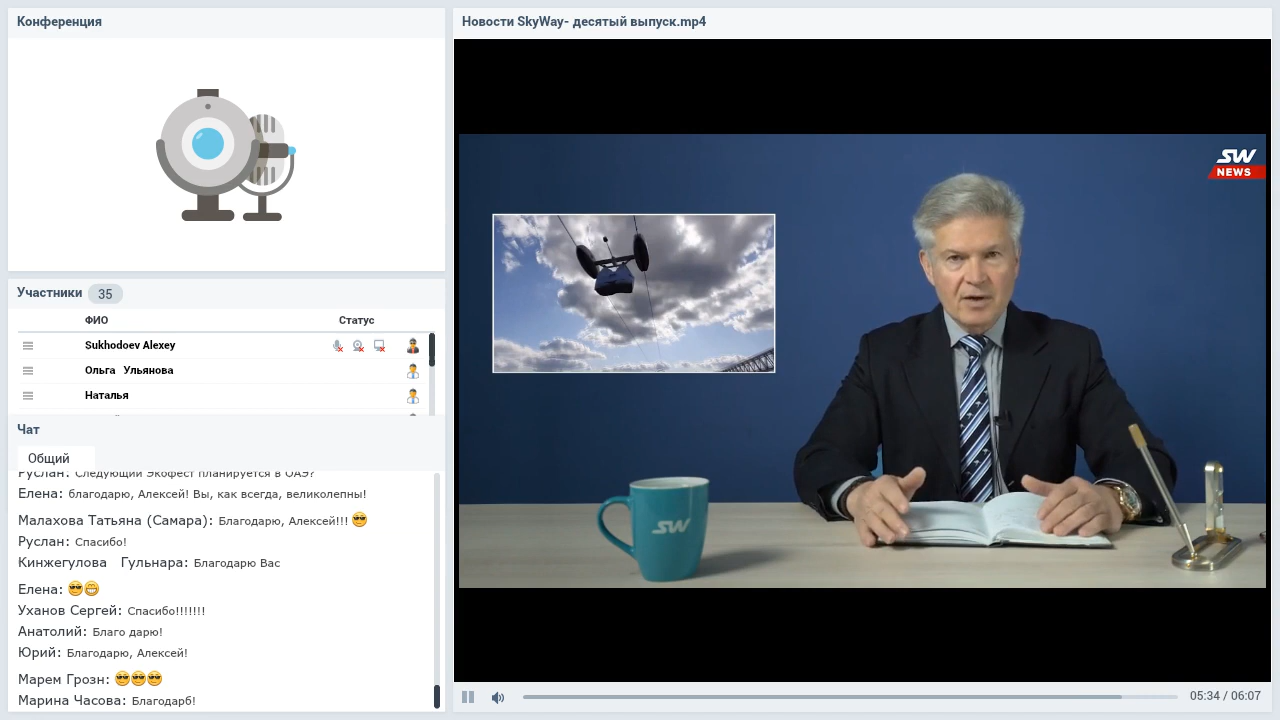 Конференция
Новости SkyWay- десятый выпуск.mp4
SW
NEWS
SW
05:34 / 06:07
Участники 35
ФИО Статус
Sukhodoev Alexey
Ольга Ульянова
Наталья
Чат
Общий
Руслан: Следующий Экофест планируется в ОАЭ?
Елена: благодарю, Алексей! Вы, как всегда, великолепны!
Малахова Татьяна (Самара): Благодарю, Алексей!!! 😎
Руслан: Спасибо!
Кинжегулова Гульнара: Благодарю Вас
Елена: 😎😁
Уханов Сергей: Спасибо!!!!!!!
Анатолий: Благо дарю!
Юрий: Благодарю, Алексей!
Марем Грозн: 😎😎😎
Марина Часова: Благодарб!